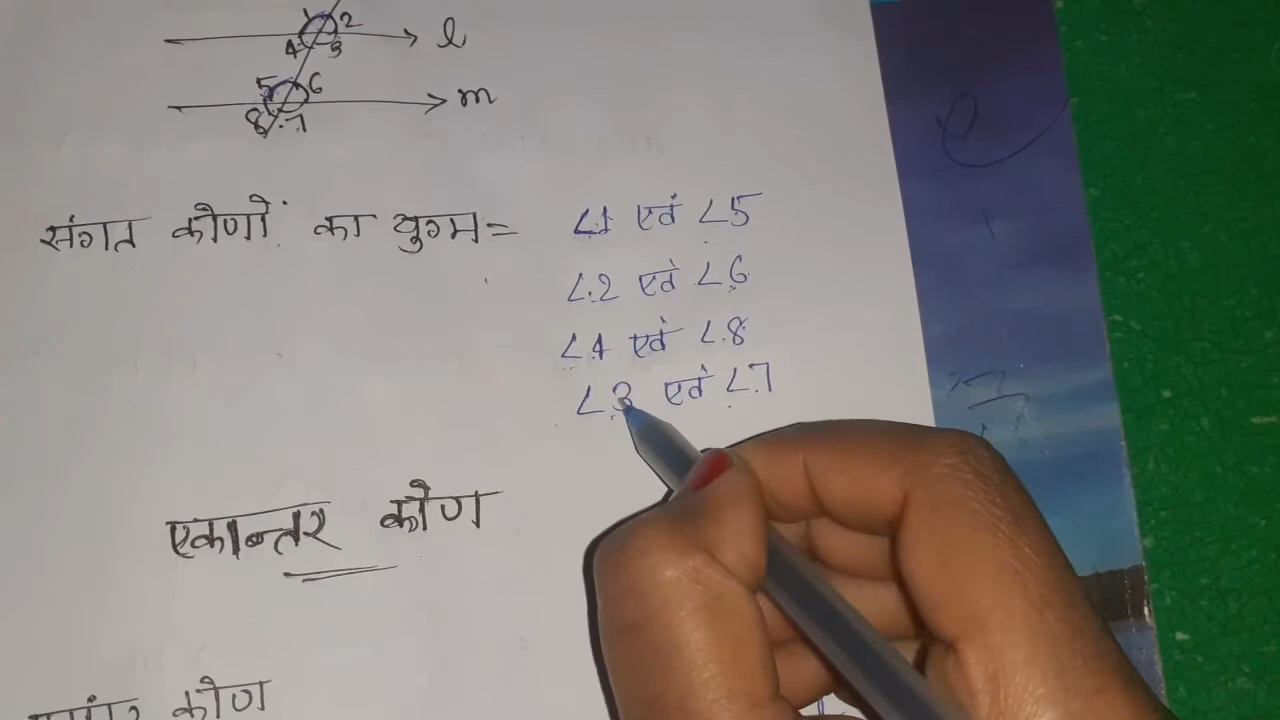 1 2
4 3 l
5 6
8 7 m
संगत कोणों का युग्म = ∠1 एवं ∠5
∠2 एवं ∠6
∠4 एवं ∠8
∠3 एवं ∠7
एकान्तर कोण
कोण